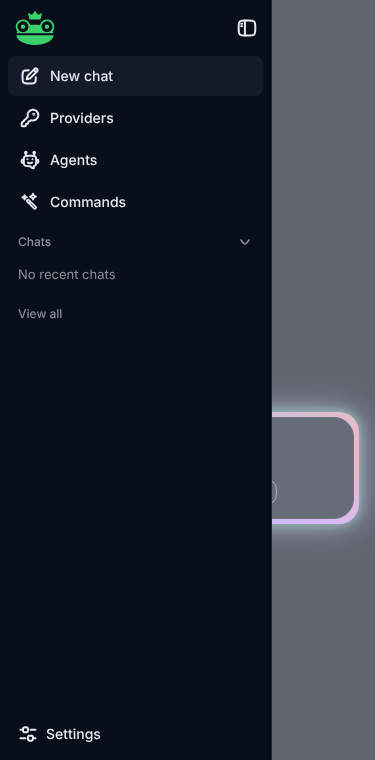 New chat
Providers
Agents
Commands
Chats
No recent chats
View all
Settings